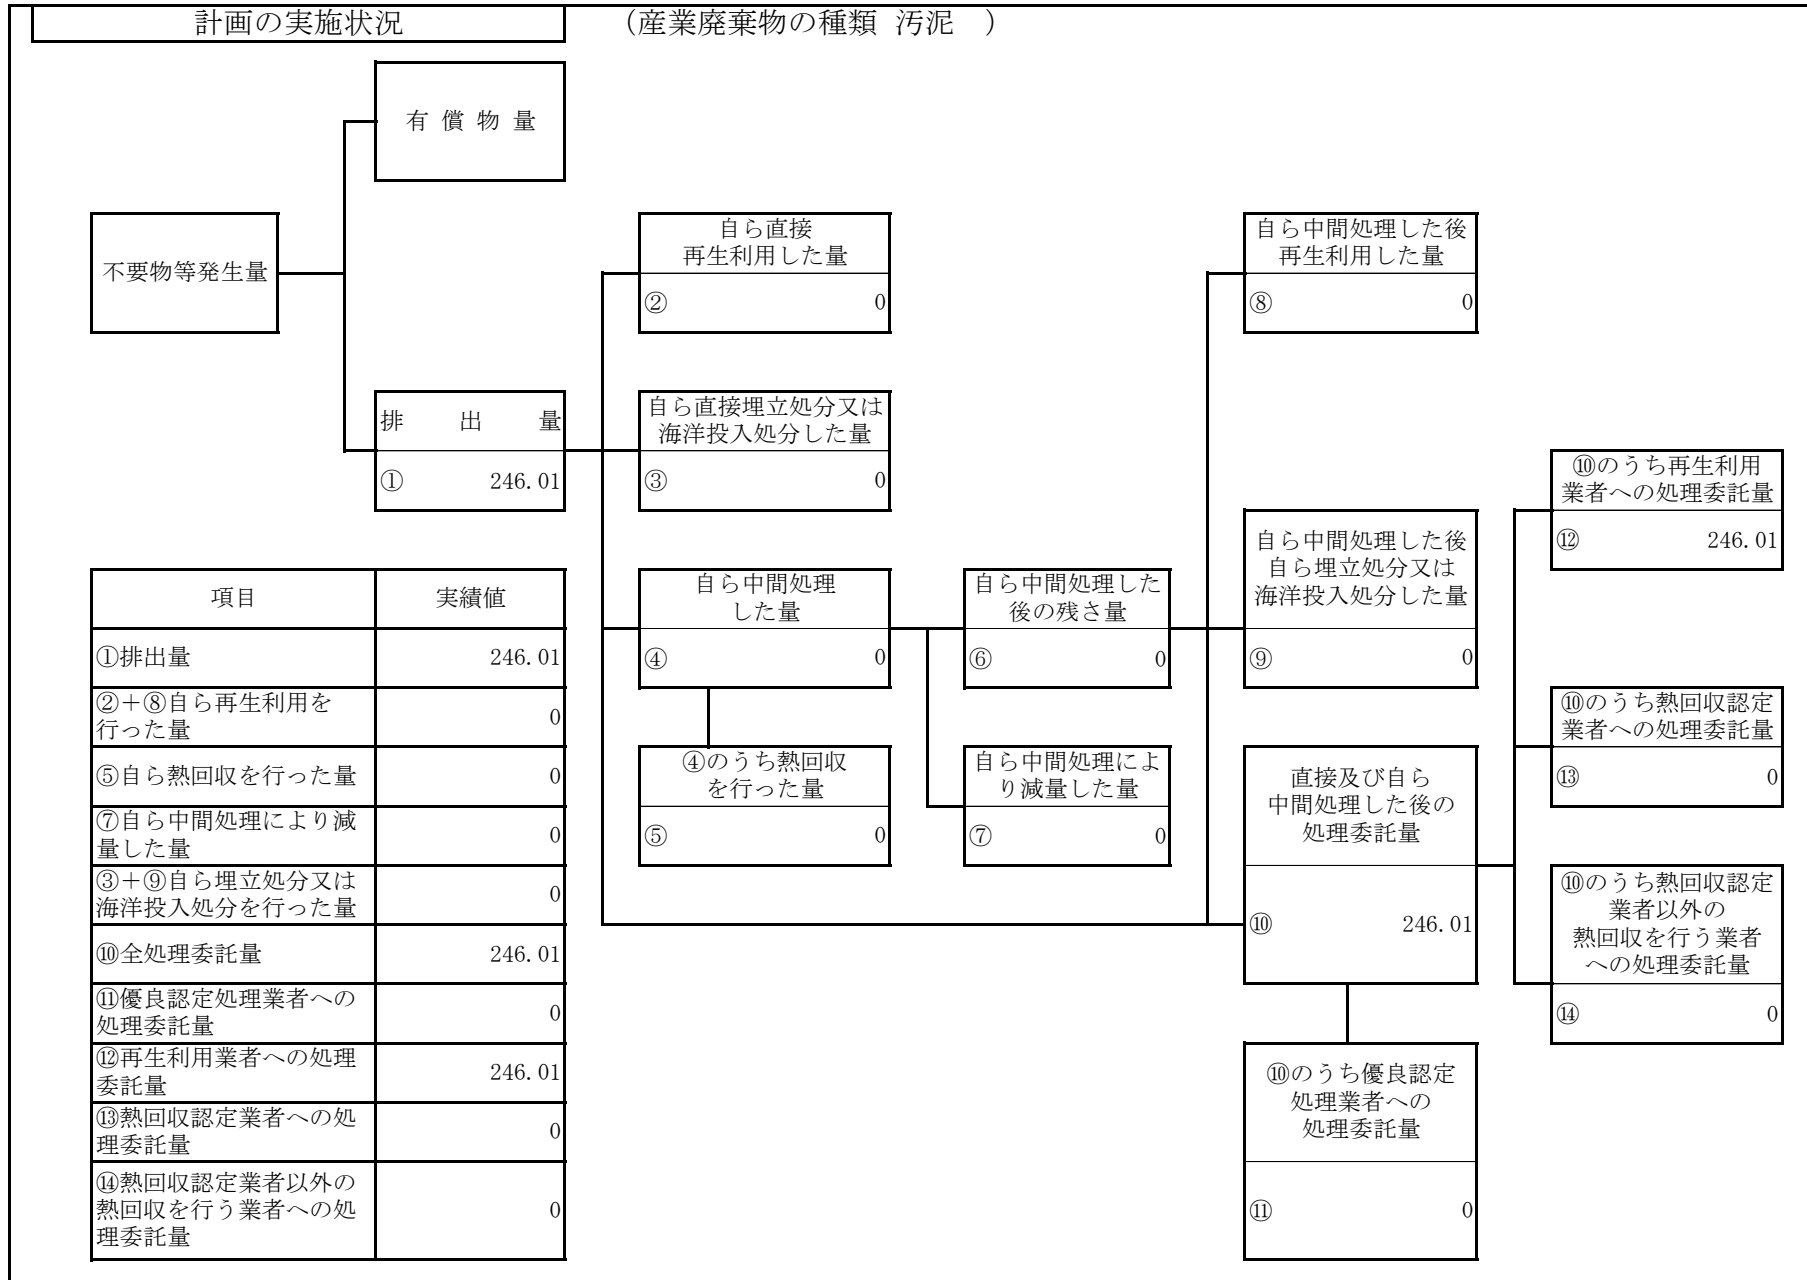 計画の実施状況
（産業廃棄物の種類 汚泥 ）
有償物量
不要物等発生量
自ら直接
再生利用した量
② 0
自ら中間処理した後
再生利用した量
⑧ 0
排出量
① 246.01
自ら直接埋立処分又は
海洋投入処分した量
③ 0
⑩のうち再生利用
業者への処理委託量
⑫ 246.01
自ら中間処理した後
自ら埋立処分又は
海洋投入処分した量
⑨ 0
自ら中間処理
した量
④ 0
自ら中間処理した
後の残さ量
⑥ 0
④のうち熱回収
を行った量
⑤ 0
自ら中間処理によ
り減量した量
⑦ 0
直接及び自ら
中間処理した後の
処理委託量
⑩ 246.01
⑩のうち熱回収認定
業者への処理委託量
⑬ 0
⑩のうち熱回収認定
業者以外の
熱回収を行う業者
への処理委託量
⑭ 0
⑩のうち優良認定
処理業者への
処理委託量
⑪ 0
項目 実績値
①排出量 246.01
②＋⑧自ら再生利用を
行った量 0
⑤自ら熱回収を行った量 0
⑦自ら中間処理により減
量した量 0
③＋⑨自ら埋立処分又は
海洋投入処分を行った量 0
⑩全処理委託量 246.01
⑪優良認定処理業者への
処理委託量 0
⑫再生利用業者への処理
委託量 246.01
⑬熱回収認定業者への処
理委託量 0
⑭熱回収認定業者以外の
熱回収を行う業者への処
理委託量 0